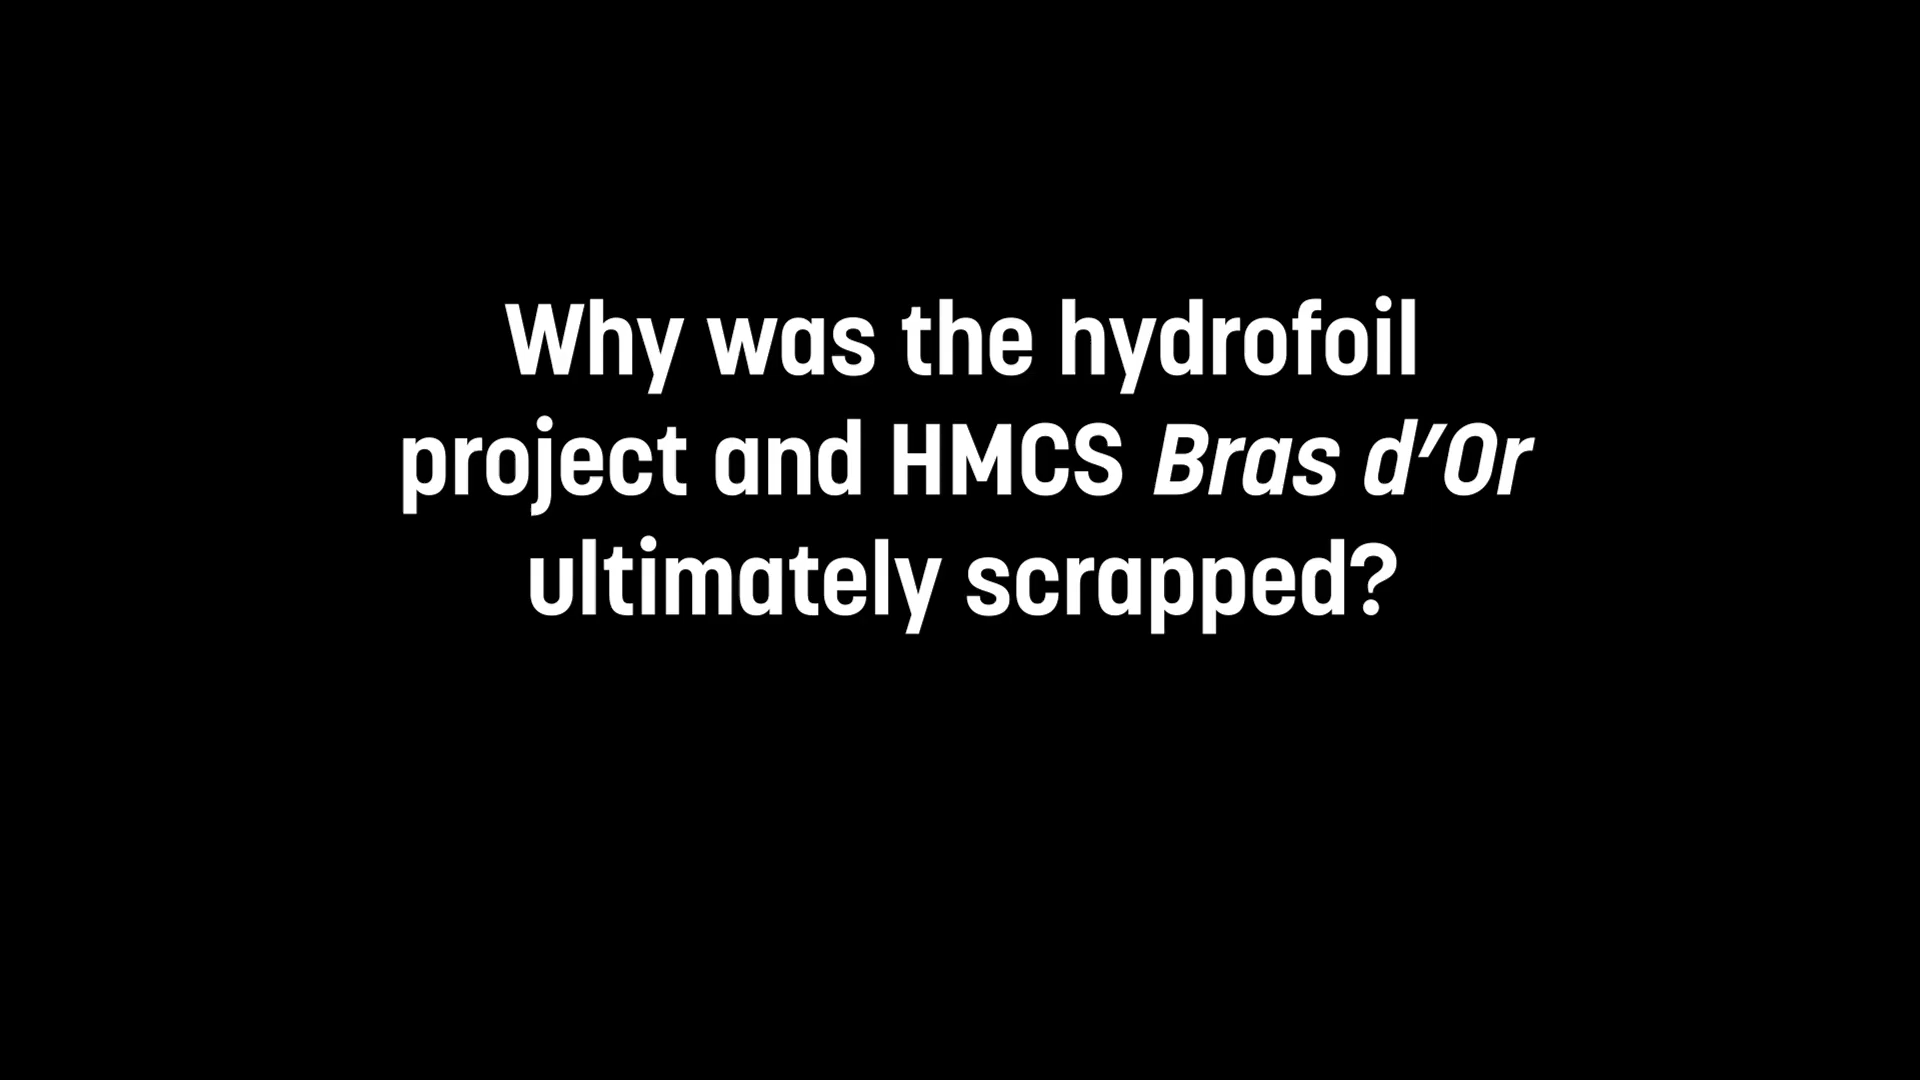 Why was the hydrofoil
project and HMCS Bras d’Or
ultimately scrapped?